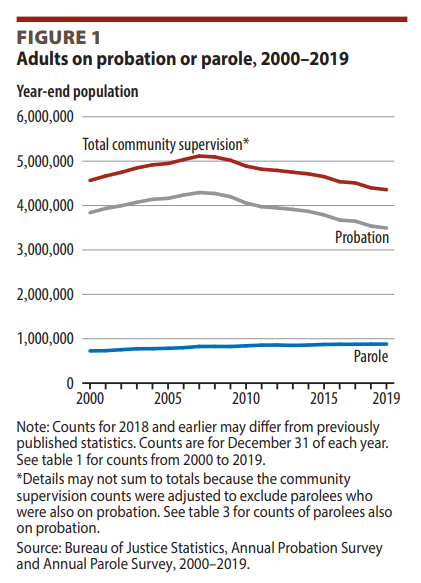 FIGURE 1
Adults on probation or parole, 2000–2019
Year-end population
6,000,000
Total community supervision*
5,000,000
4,000,000
Probation
3,000,000
2,000,000
1,000,000
Parole
0
2000 2005 2010 2015 2019
Note: Counts for 2018 and earlier may differ from previously
published statistics. Counts are for December 31 of each year.
See table 1 for counts from 2000 to 2019.
*Details may not sum to totals because the community
supervision counts were adjusted to exclude parolees who
were also on probation. See table 3 for counts of parolees also
on probation.
Source: Bureau of Justice Statistics, Annual Probation Survey
and Annual Parole Survey, 2000–2019.